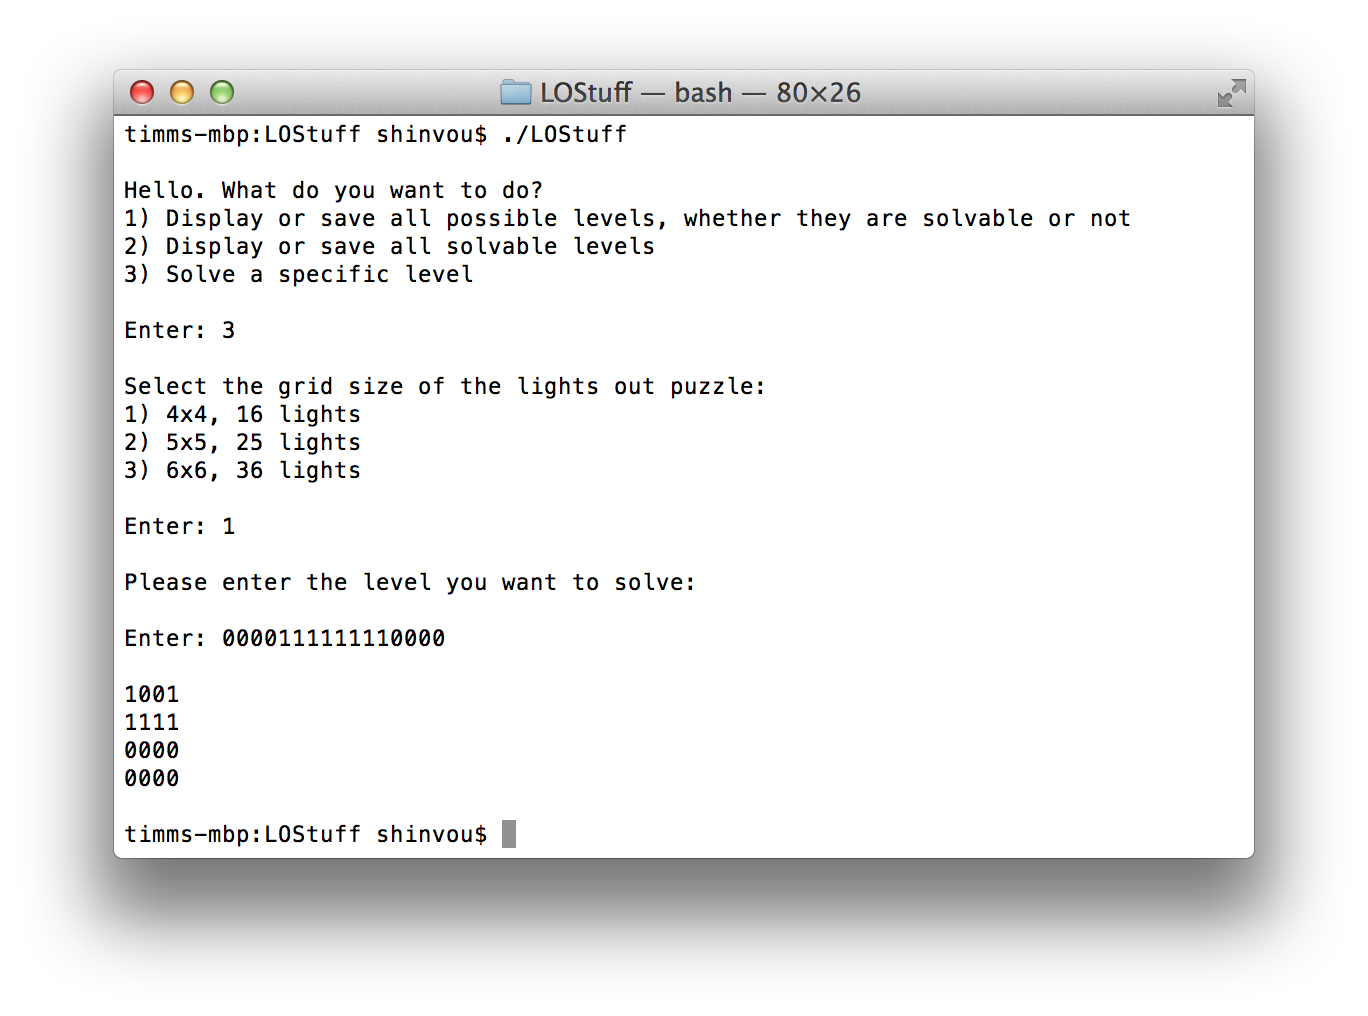 LOStuff — bash — 80×26
timms-mbp:LOStuff shinvou$ ./LOStuff
Hello. What do you want to do?
1) Display or save all possible levels, whether they are solvable or not
2) Display or save all solvable levels
3) Solve a specific level
Enter: 3
Select the grid size of the lights out puzzle:
1) 4x4, 16 lights
2) 5x5, 25 lights
3) 6x6, 36 lights
Enter: 1
Please enter the level you want to solve:
Enter: 0000111111110000
1001
1111
0000
0000
timms-mbp:LOStuff shinvou$